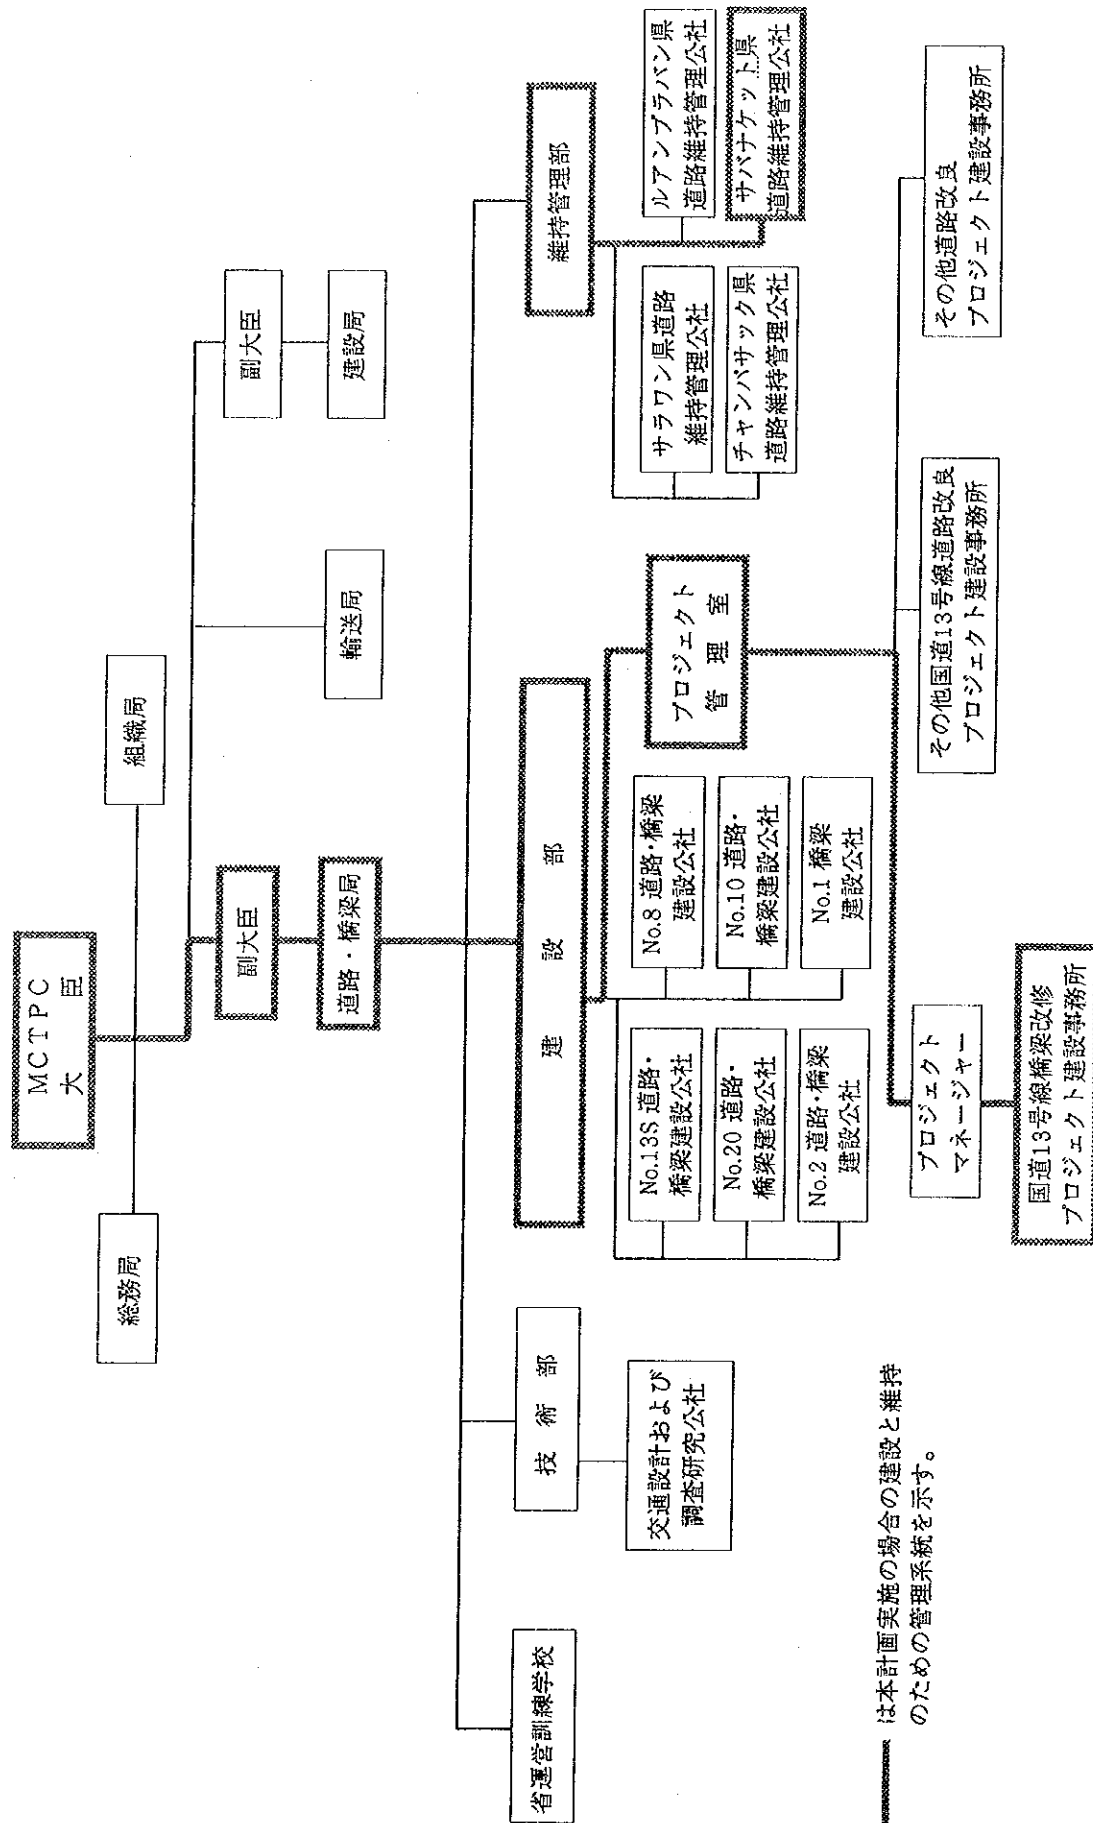 MCTPC
大　臣
総務局
組織局
副大臣
副大臣
道路・橋梁局
輸送局
建設局
省運営訓練学校
技　術　部
建　設　部
維持管理部
交通設計および
調査研究公社
No.13S 道路・
橋梁建設公社
No.20 道路・
橋梁建設公社
No.2 道路・橋梁
建設公社
No.8 道路・橋梁
建設公社
No.10 道路・
橋梁建設公社
No.1 橋梁
建設公社
プロジェクト
管　理　室
サラワン県道路
維持管理公社
チャンパサック県
道路維持管理公社
ルアンプラバン県
道路維持管理公社
サバナケット県
道路維持管理公社
プロジェクト
マネージャー
国道13号線橋梁改修
プロジェクト建設事務所
その他国道13号線道路改良
プロジェクト建設事務所
その他道路改良
プロジェクト建設事務所
は本計画実施の場合の建設と維持
のための管理系統を示す。